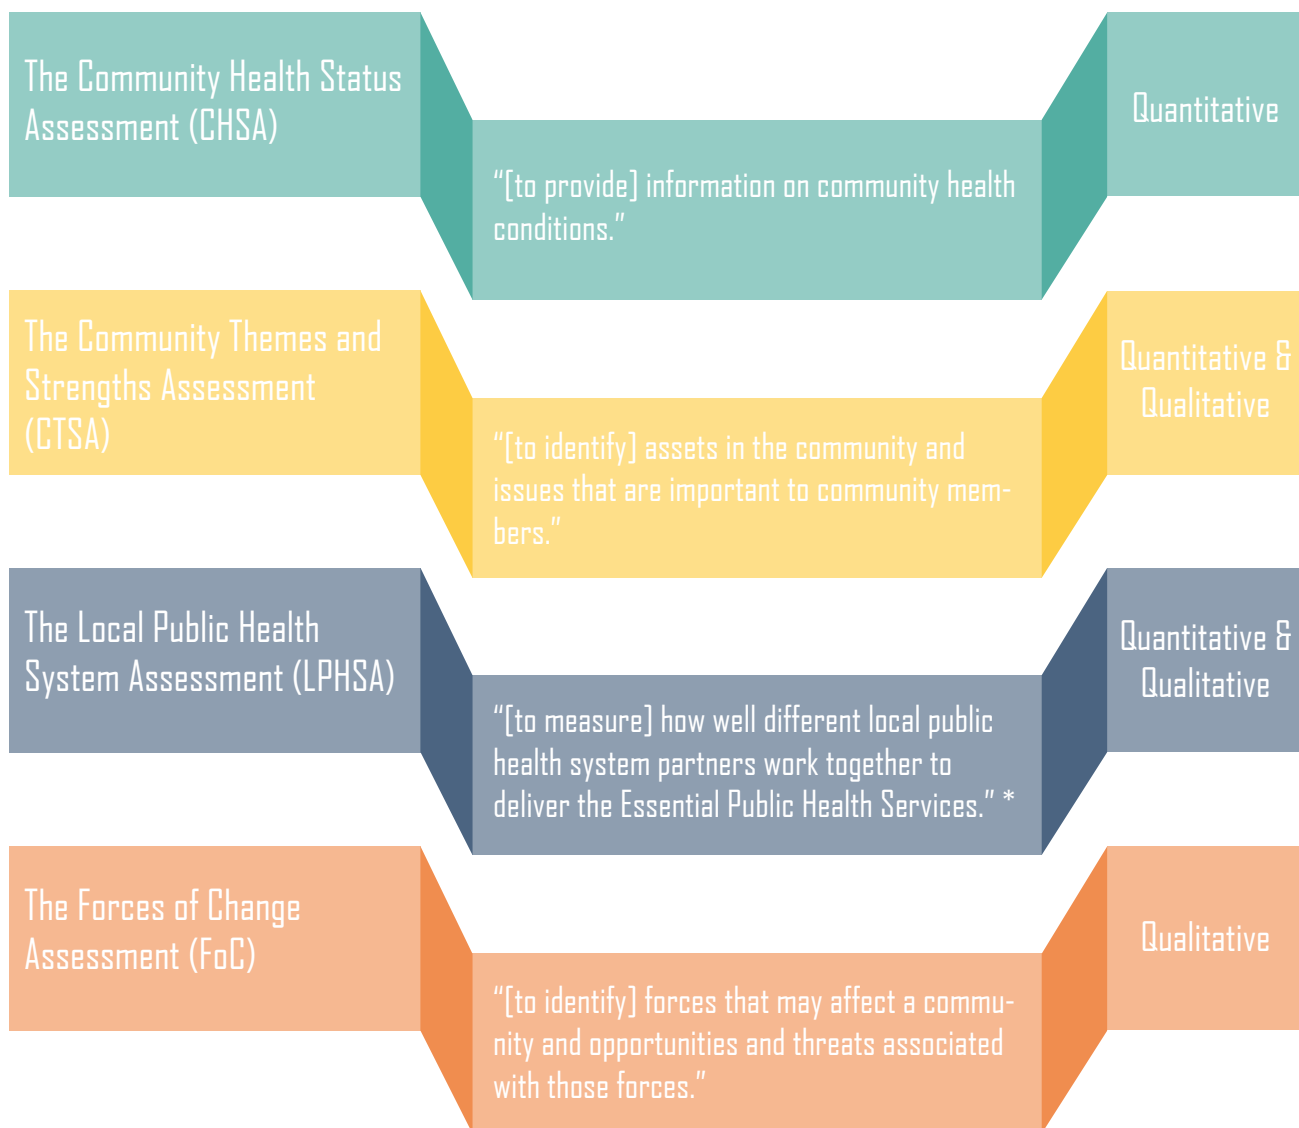 The Community Health Status
Assessment (CHSA)
"[to provide] information on community health
conditions."
Quantitative
The Community Themes and
Strengths Assessment
(CTSA)
"[to identify] assets in the community and
issues that are important to community mem-
bers."
Quantitative &
Qualitative
The Local Public Health
System Assessment (LPHSA)
"[to measure] how well different local public
health system partners work together to
deliver the Essential Public Health Services." *
Quantitative &
Qualitative
The Forces of Change
Assessment (FoC)
"[to identify] forces that may affect a commu-
nity and opportunities and threats associated
with those forces."
Qualitative